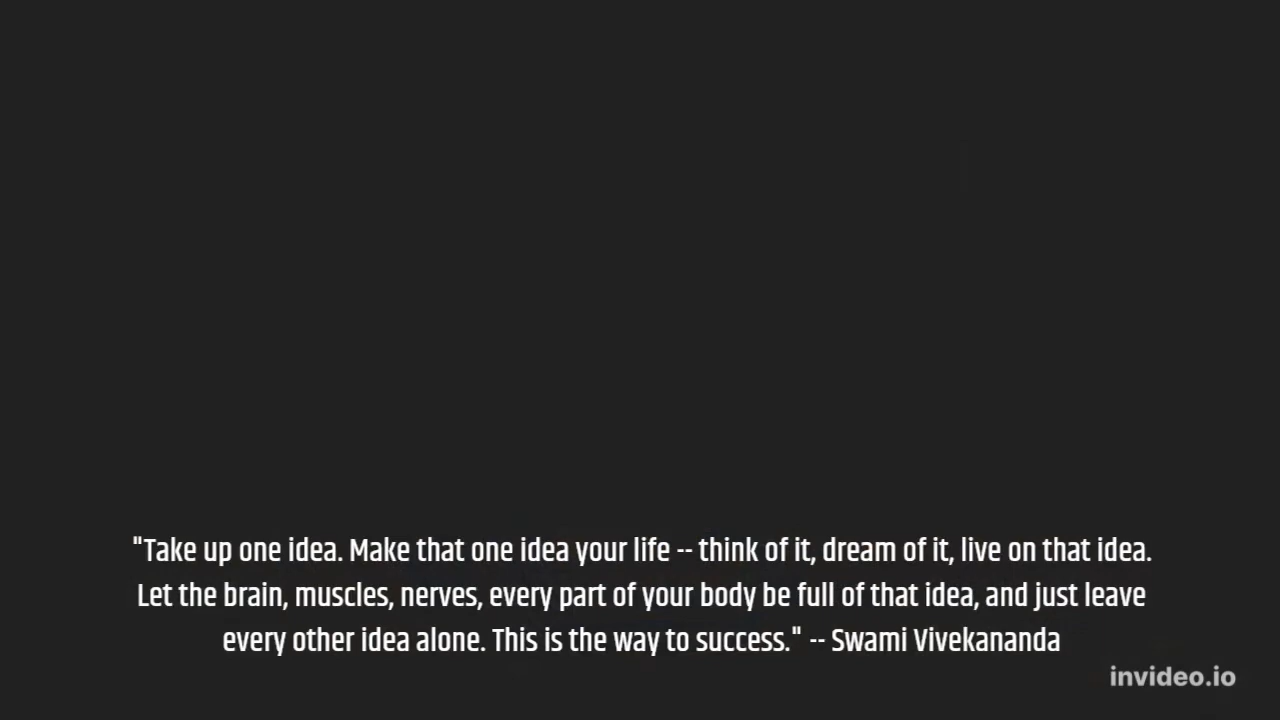 "Take up one idea. Make that one idea your life -- think of it, dream of it, live on that idea.
Let the brain, muscles, nerves, every part of your body be full of that idea, and just leave
every other idea alone. This is the way to success." -- Swami Vivekananda
invideo.io